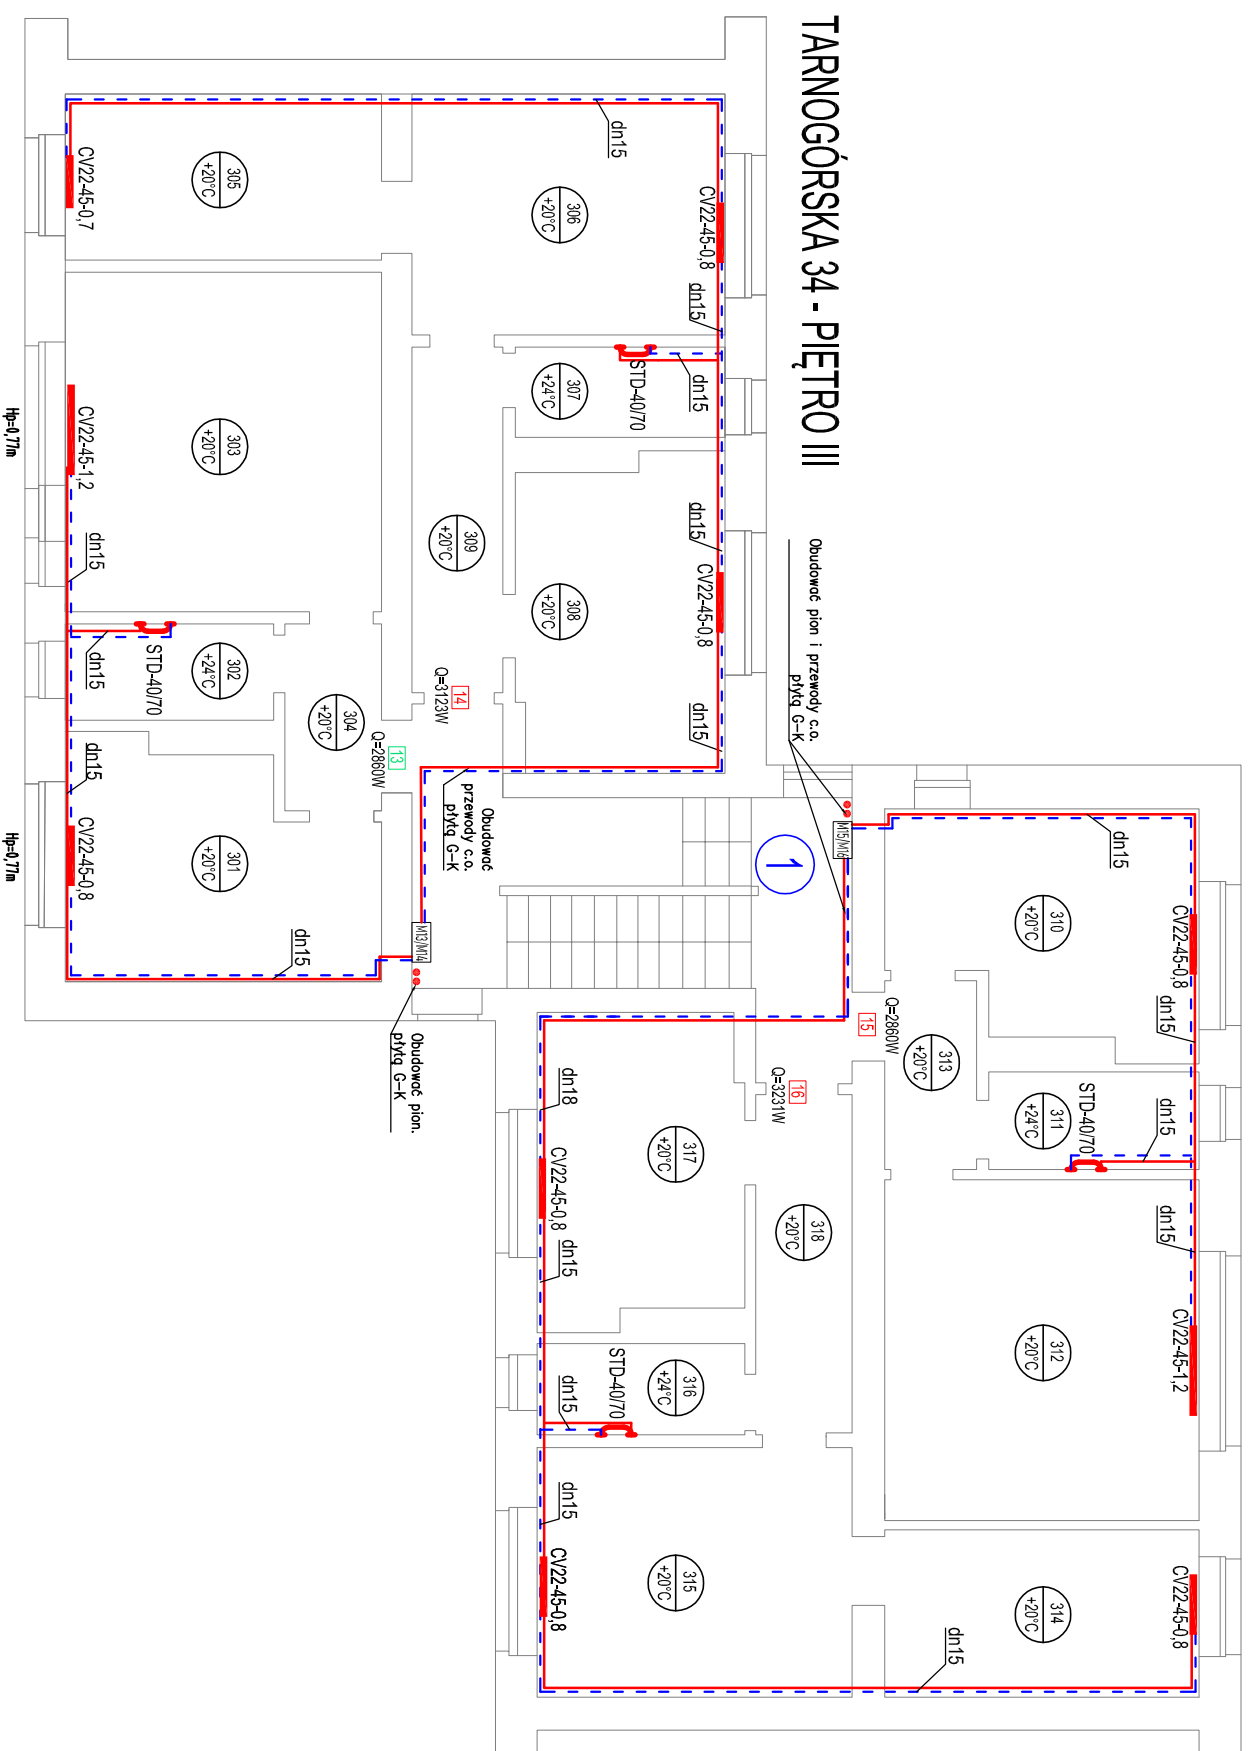 TARNOGÓRSKA 34 - PIĘTRO III
dn15
CV22-45-0,8
dn15
306
+20°C
305
+20°C
CV22-45-0,7
dn15
STD-40/70
307
+24°C
303
+20°C
CV22-45-1,2
Hp=0,77m
dn15
CV22-45-0,8
308
+20°C
309
+20°C
dn15
14
Q=3123W
302
+24°C
STD-40/70
dn15
dn15
304
+20°C
13
Q=2860W
dn15
301
+20°C
CV22-45-0,8
Hp=0,77m
dn15
Obudować
przewody c.o.
płytą G-K
M13/M14
dn15
Obudować pion.
płytą G-K
Obudować pion i przewody c.o.
płytą G-K
M15/M16
1
dn15
310
+20°C
CV22-45-0,8
dn15
15
Q=2860W
313
+20°C
311
+24°C
STD-40/70
dn15
dn15
16
Q=3231W
dn18
CV22-45-0,8
317
+20°C
318
+20°C
dn15
312
+20°C
CV22-45-1,2
STD-40/70
316
+24°C
dn15
dn15
CV22-45-0,8
315
+20°C
314
+20°C
CV22-45-0,8
dn15